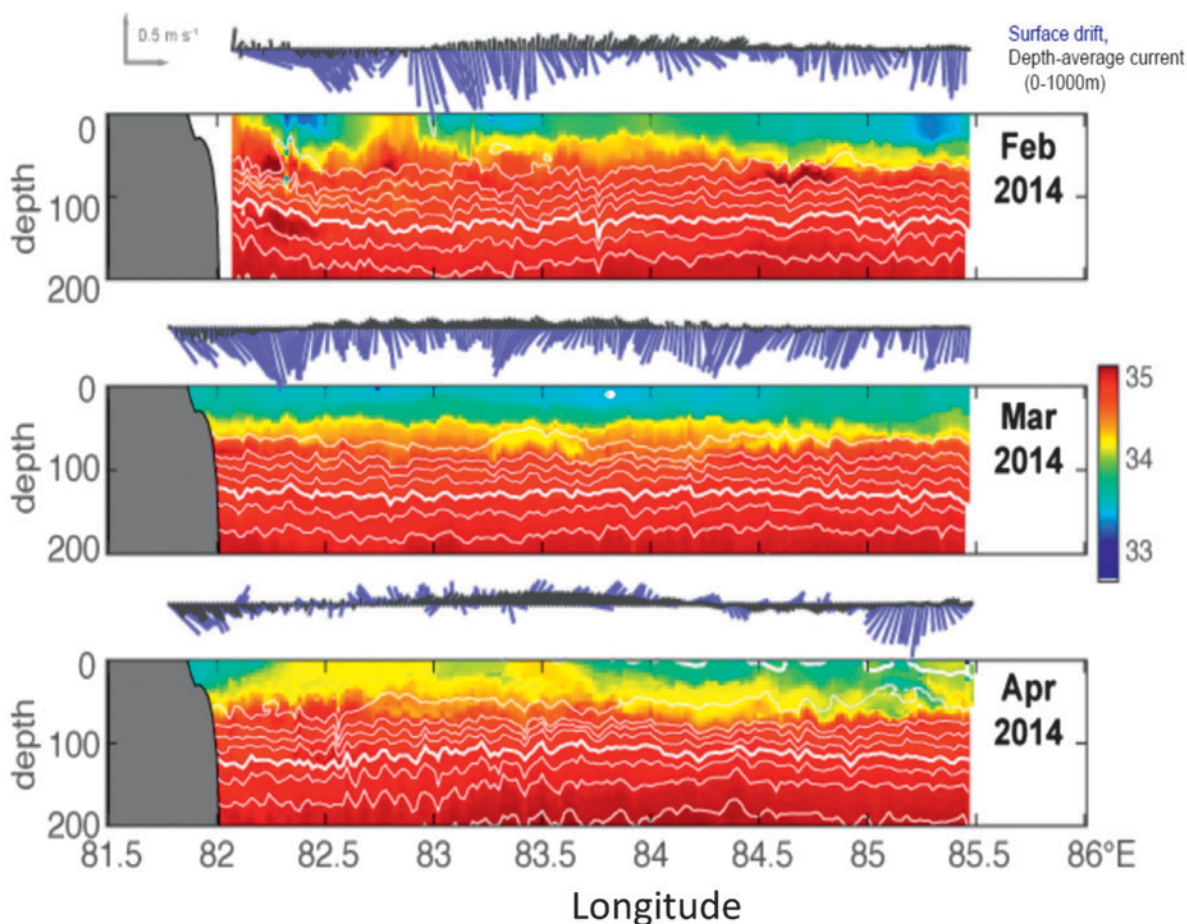 0.5 m s⁻¹
Surface drift,
Depth-average current
(0-1000m)
0
100
200
depth
Feb
2014
0
100
200
depth
Mar
2014
35
34
33
0
100
200
depth
Apr
2014
81.5 82 82.5 83 83.5 84 84.5 85 85.5 86°E
Longitude